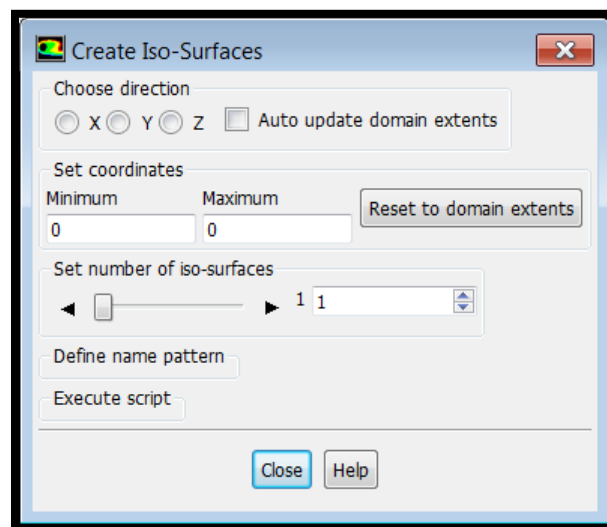 Create Iso-Surfaces
Choose direction
X Y Z Auto update domain extents
Set coordinates
Minimum Maximum
0 0 Reset to domain extents
Set number of iso-surfaces
1 1
Define name pattern
Execute script
Close Help